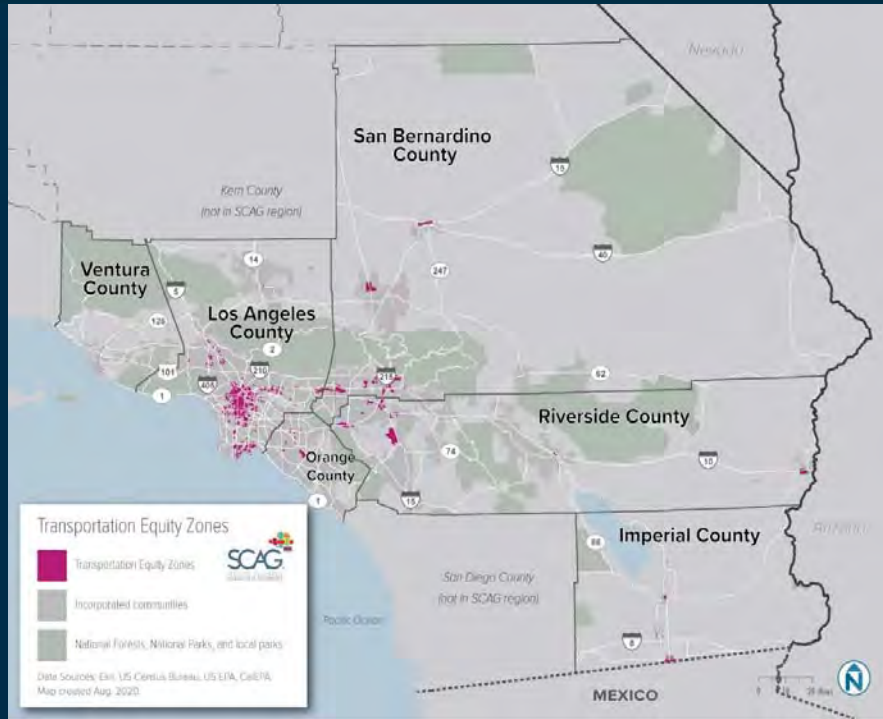 Nevada
San Bernardino
County
15
Kern County
(not in SCAG region)
40
14
247
Ventura
County
5
Los Angeles
County
126
2
62
101
405
210
215
1
Riverside County
74
10
Orange
County
1
15
Imperial County
Transportation Equity Zones
SCAG
Transportation Equity Zones
Incorporated communities
National Forests, National Parks, and local parks
Date Sources: Esri, US Census Bureau, US EPA, CalEPA
Map created Aug. 2020.
San Diego County
(not in SCAG region)
Pacific Ocean
8
MEXICO
N